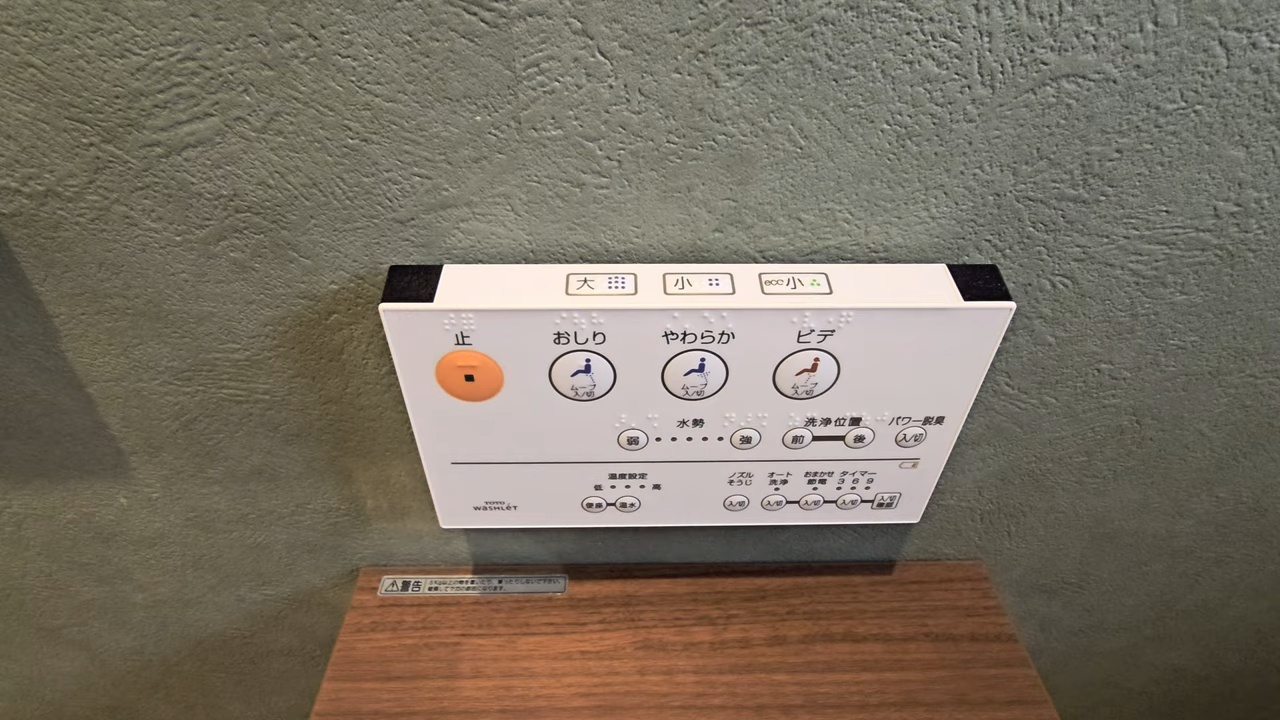 大 小 eco小
止 おしり やわらか ビデ
ムーブ 入/切 ムーブ 入/切 ムーブ 入/切
水勢 洗浄位置 パワー脱臭
弱 強 前 後 入/切
温度設定 ノズル オート おまかせ タイマー
低 高 そうじ 洗浄 節電 3 6 9
便座 温水 入/切 入/切 入/切 入/切 入/切 確認
TOTO
WASHLET
警告